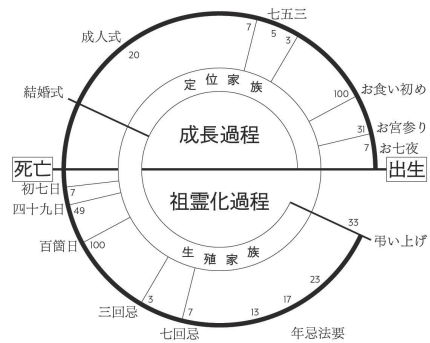 七五三
7
5
3
成人式
20
定位家族
結婚式
100
お食い初め
成長過程
31
お宮参り
7
お七夜
死亡
出生
初七日
7
祖霊化過程
四十九日
49
33
弔い上げ
百箇日
100
生殖家族
23
三回忌
3
17
七回忌
7
13
年忌法要